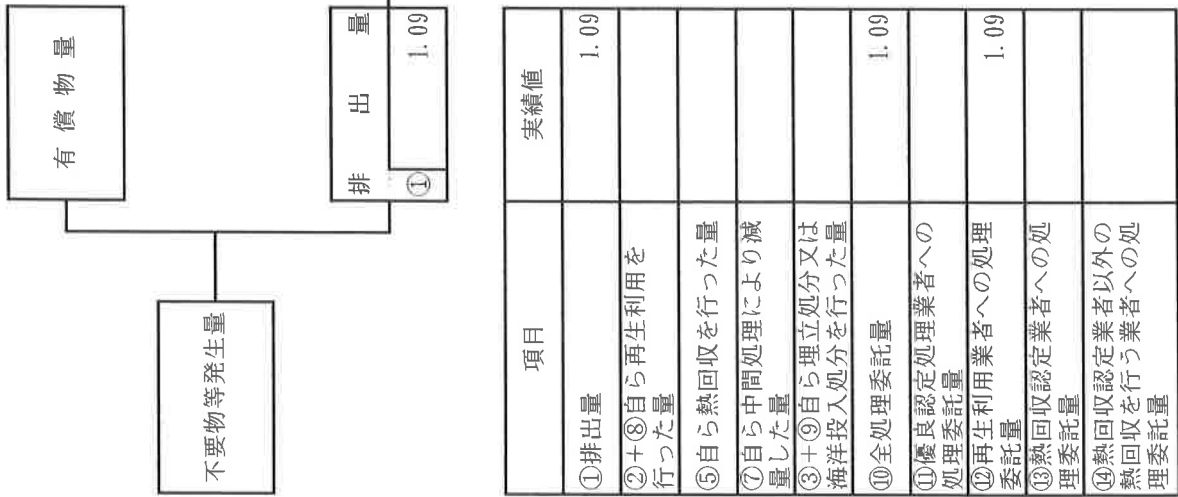 有償物量
不要物等発生量
排出量
① 1.09
項目 実績値
①排出量 1.09
②+⑧自ら再生利用を
行った量
⑤自ら熱回収を行った量
⑦自ら中間処理により減
量した量
③+⑨自ら埋立処分又は
海洋投入処分を行った量
⑩全処理委託量 1.09
⑪優良認定処理業者への
処理委託量
⑫再生利用業者への処理
委託量 1.09
⑬熱回収認定業者への処
理委託量
⑭熱回収認定業者以外の
熱回収を行う業者への処
理委託量